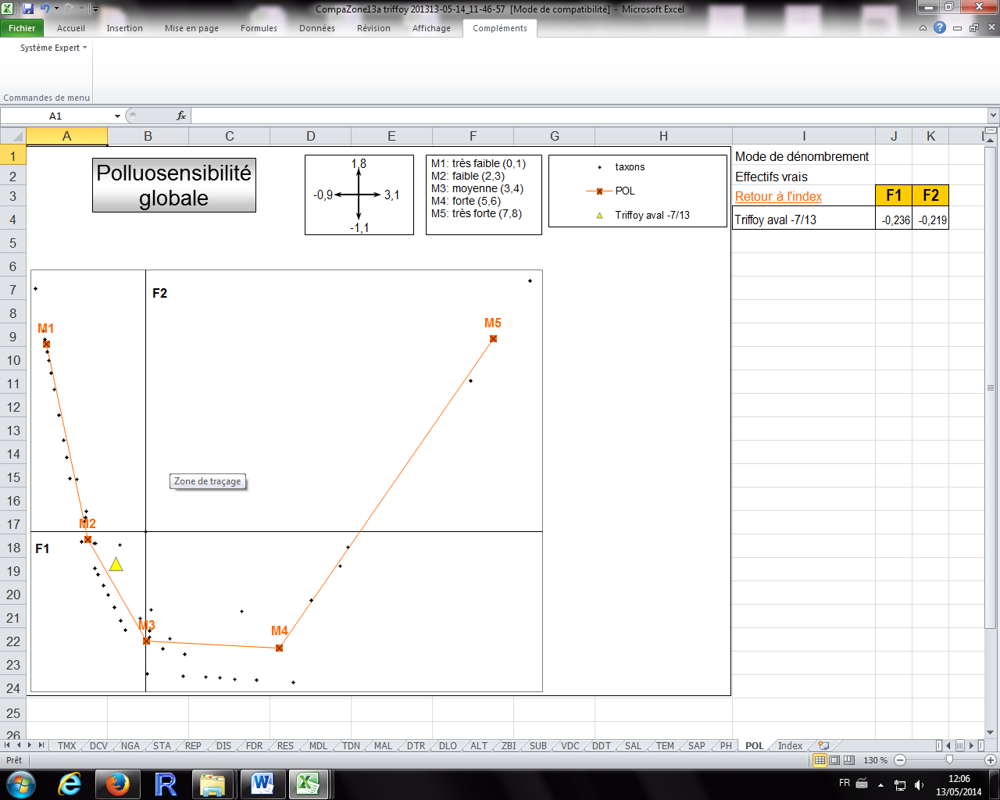 CompaZone13a triffoy 201313-05-14_11-46-57 [Mode de compatibilité] - Microsoft Excel
Fichier Accueil Insertion Mise en page Formules Données Révision Affichage Compléments
Système Expert
Commandes de menu
A1 fx
A B C D E F G H I J K L
1 Mode de dénombrement
2 Effectifs vrais
3 Retour à l'index F1 F2
4 Triffoy aval -7/13 -0,236 -0,219
5
6
7
8
9
10
11
12
13
14
15
16
17
18
19
20
21
22
23
24
25
26
Polluosensibilité
globale
1,8
-0,9 3,1
-1,1
M1: très faible (0,1)
M2: faible (2,3)
M3: moyenne (3,4)
M4: forte (5,6)
M5: très forte (7,8)
taxons
POL
Triffoy aval -7/13
F2
M1
M5
Zone de traçage
M2
F1
M3
M4
TMX DCV NGA STA REP DIS FDR RES MDL TDN MAL DTR DLO ALT ZBI SUB VDC DDT SAL TEM SAP PH POL Index
Prêt 130 %
FR 12:06
13/05/2014